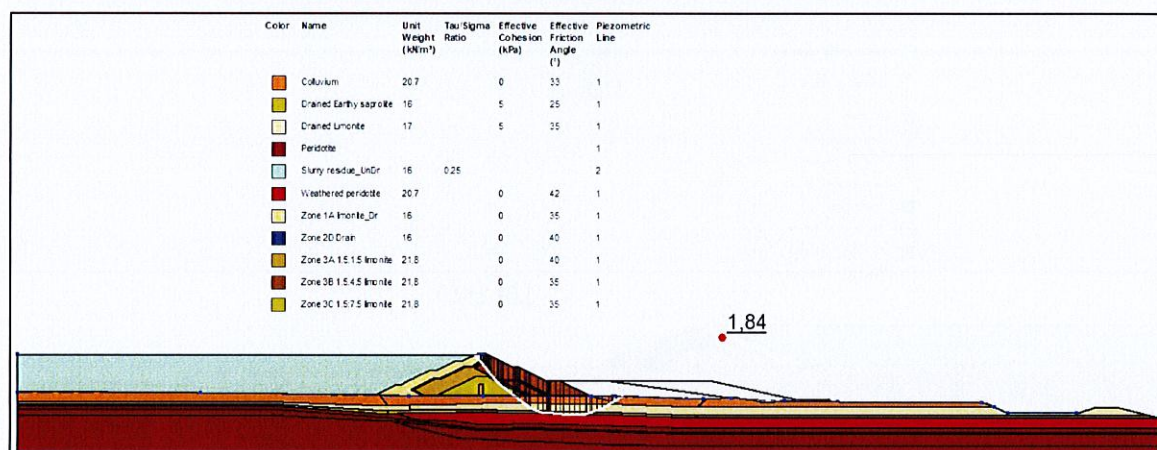 Color Name Unit Weight (kN/m³) Tau/Sigma Ratio Effective Cohesion (kPa) Effective Friction Angle (°) Piezometric Line
Colluvium 20.7 0 33 1
Drained Earthy saprolite 16 5 25 1
Drained Limonite 17 5 35 1
Peridotite 1
Slurry residue_UnDr 16 0.25 2
Weathered peridotite 20.7 0 42 1
Zone 1A limonite_Dr 16 0 35 1
Zone 2D Drain 16 0 40 1
Zone 3A 1.5:1.5 limonite 21.8 0 40 1
Zone 3B 1.5:4.5 limonite 21.8 0 35 1
Zone 3C 1.5:7.5 limonite 21.8 0 35 1
1,84